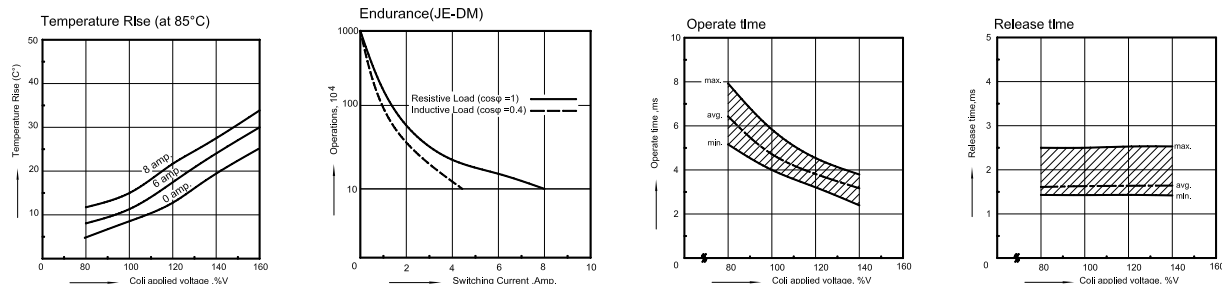 Temperature RIse (at 85°C)
50
40
30
20
10
0
80
100
120
140
160
Temperature Rise (C°)
8 amp.
6 amp.
0 amp.
Coli applied voltage ,%V
Endurance(JE-DM)
1000
100
10
0
2
4
6
8
10
Operations, 10⁴
Resistive Load (cosφ =1)
Inductive Load (cosφ =0.4)
Switching Current ,Amp.
Operate tIme
10
8
6
4
2
0
80
100
120
140
160
Operate time ,ms
max.
avg.
min.
Coli applied voltage, %V
Release tIme
5
4
3
2
1
0
80
100
120
140
160
Release time,ms
max.
avg.
mIn.
Coli applied voltage, %V